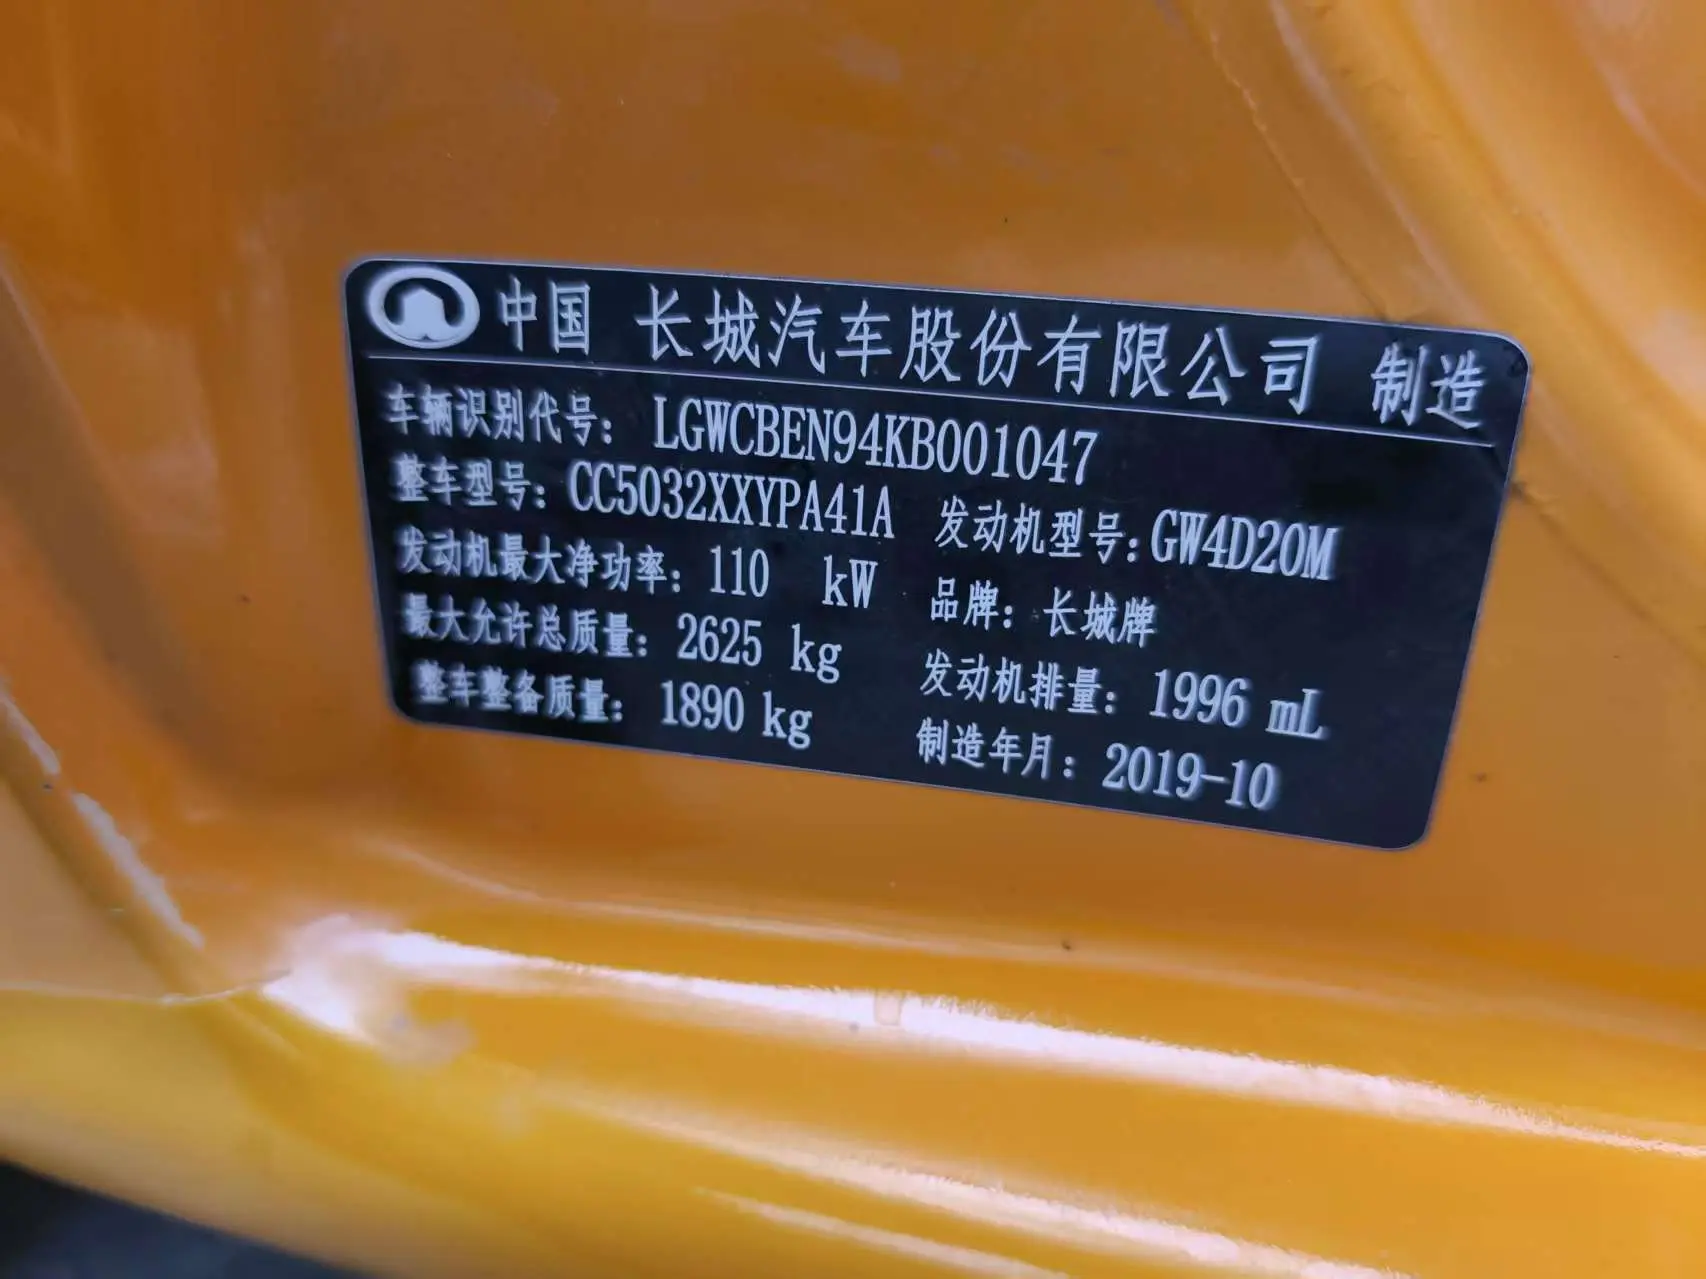 中国 长城汽车股份有限公司 制造
车辆识别代号: LGWCBEN94KB001047
整车型号: CC5032XXYPA41A 发动机型号: GW4D20M
发动机最大净功率: 110 kW 品牌: 长城牌
最大允许总质量: 2625 kg 发动机排量: 1996 mL
整车整备质量: 1890 kg 制造年月: 2019-10